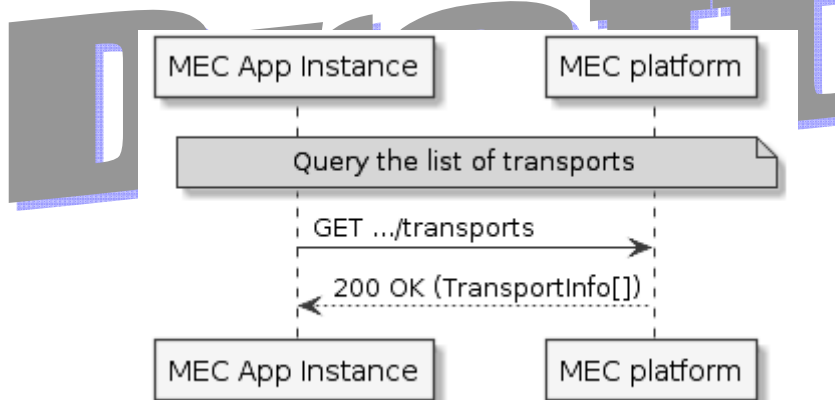 MEC App Instance
MEC platform
Query the list of transports
GET .../transports
200 OK (TransportInfo[])
MEC App Instance
MEC platform